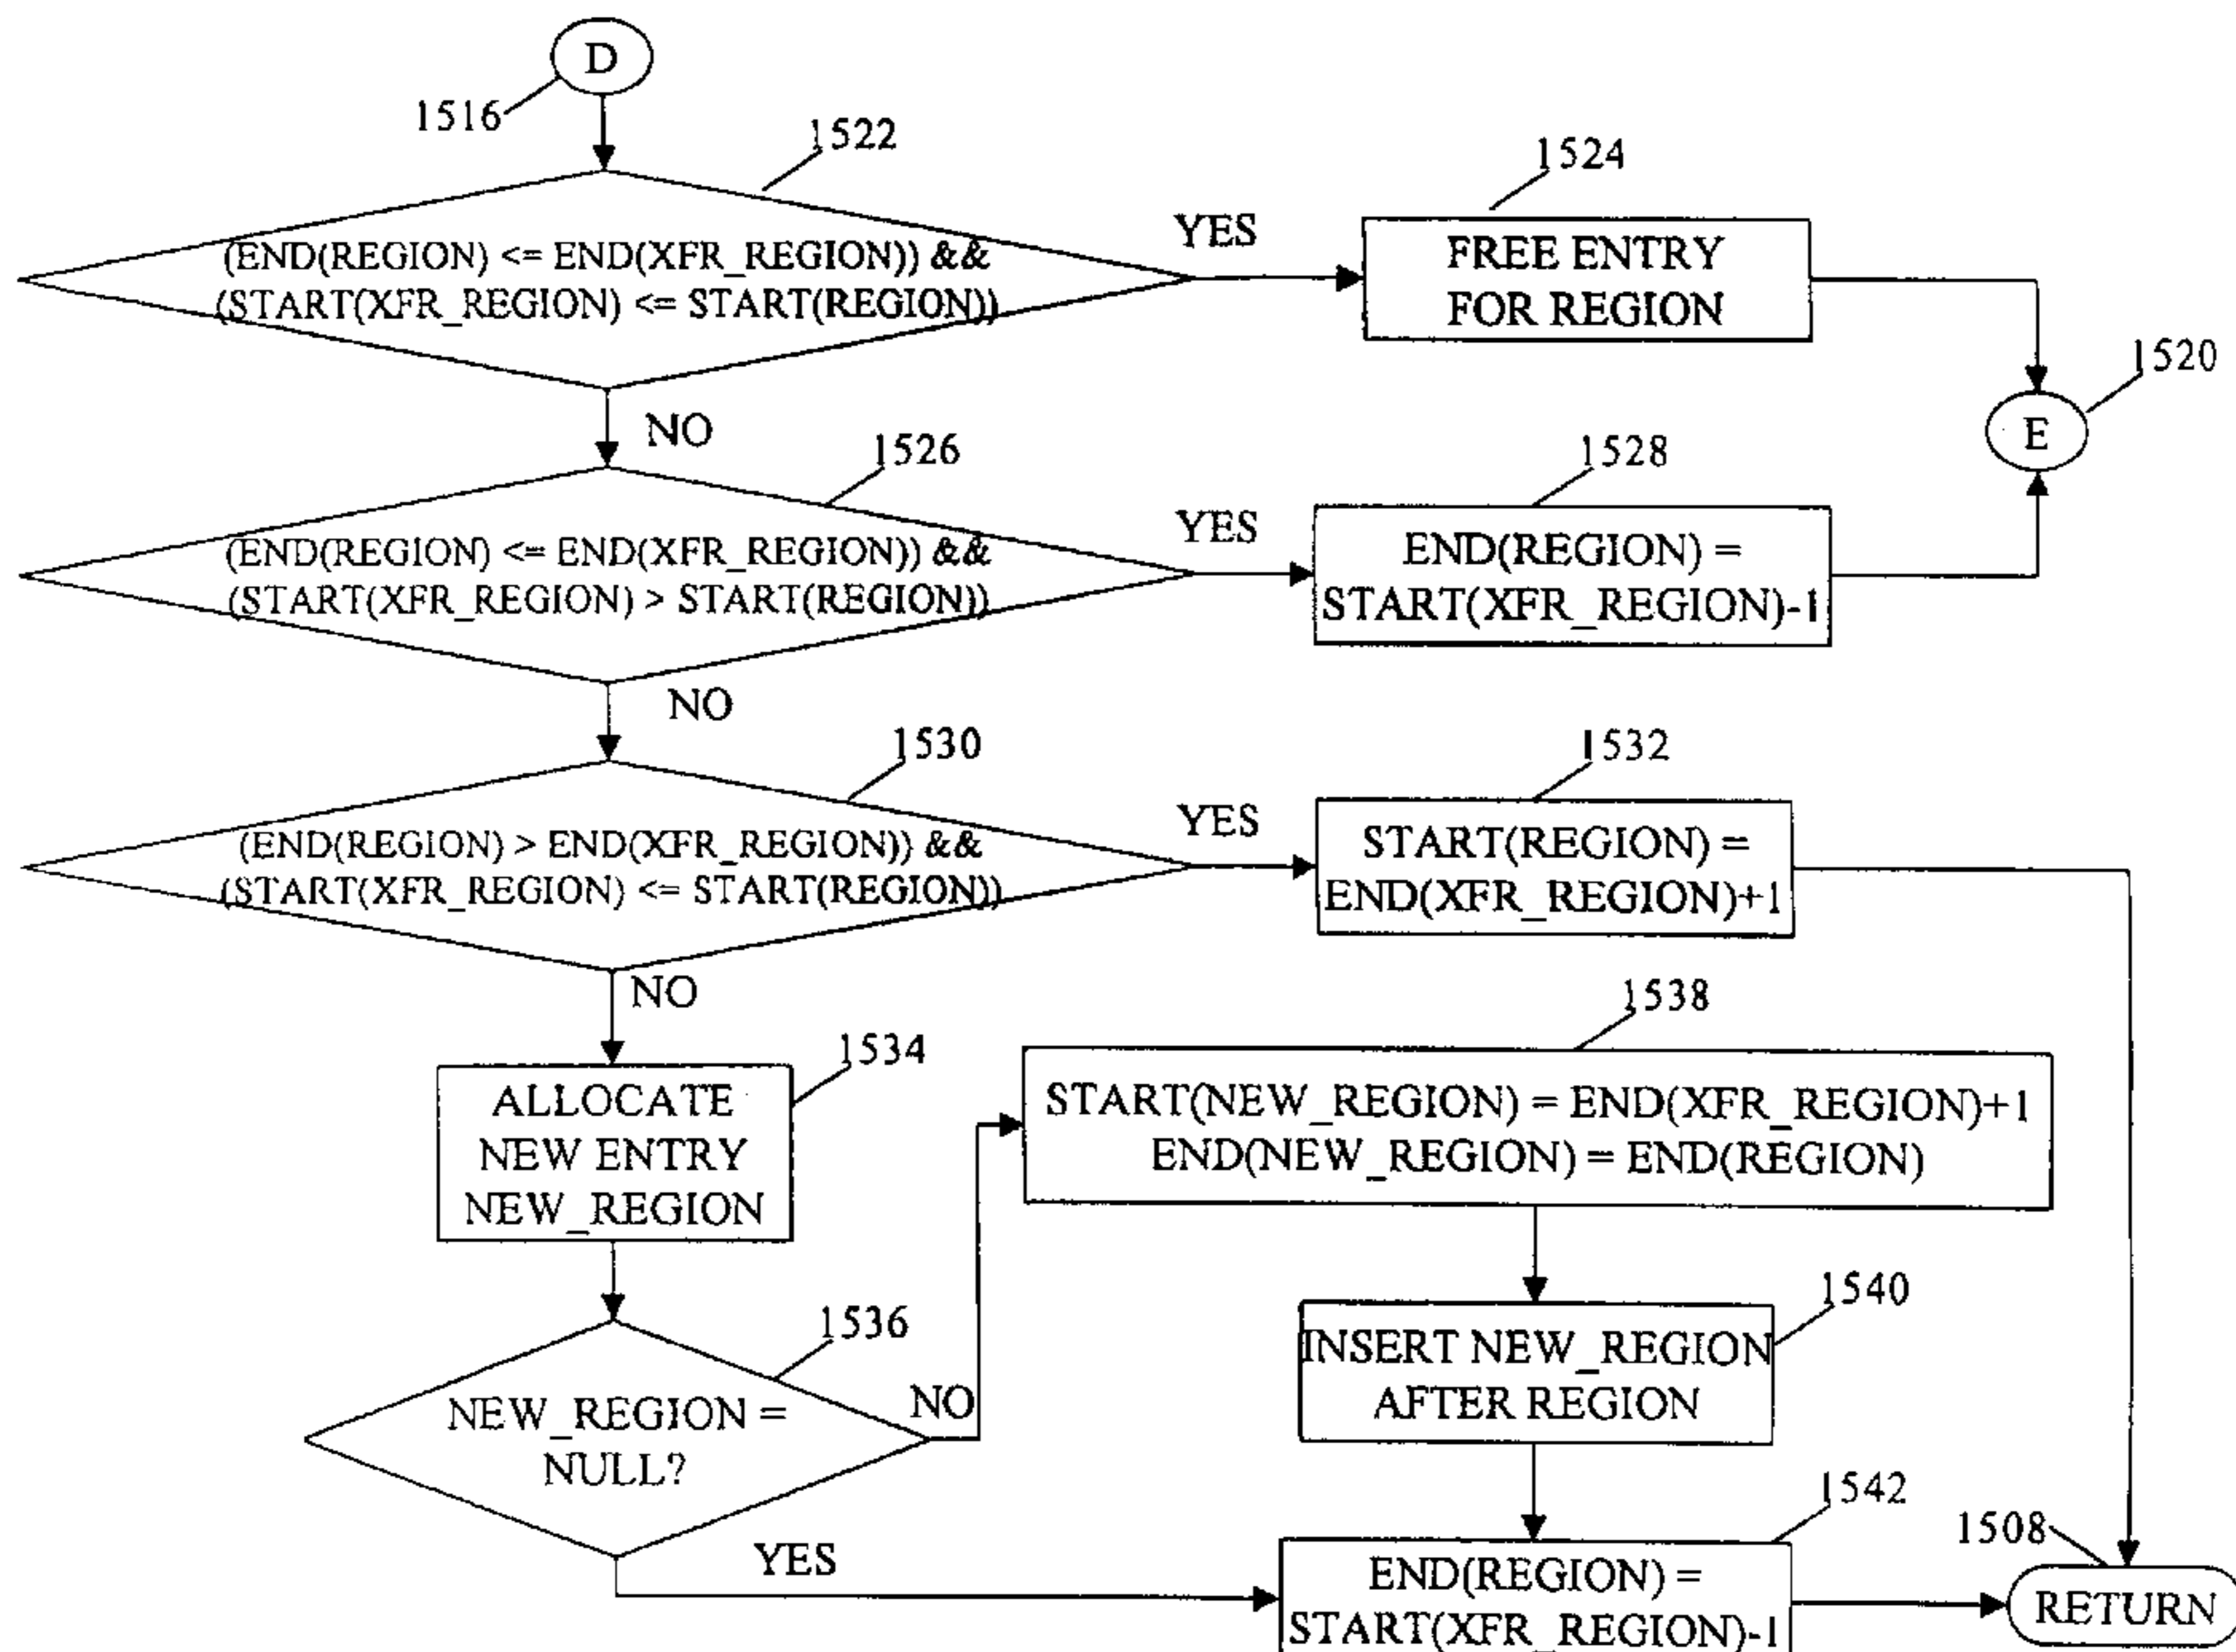 D
1516
1522
(END(REGION) <= END(XFR_REGION)) &&
(START(XFR_REGION) <= START(REGION))
YES
1524
FREE ENTRY
FOR REGION
1520
E
NO
1526
(END(REGION) <= END(XFR_REGION)) &&
(START(XFR_REGION) > START(REGION))
YES
1528
END(REGION) =
START(XFR_REGION)-1
NO
1530
(END(REGION) > END(XFR_REGION)) &&
(START(XFR_REGION) <= START(REGION))
YES
1532
START(REGION) =
END(XFR_REGION)+1
NO
1534
ALLOCATE
NEW ENTRY
NEW_REGION
1538
START(NEW_REGION) = END(XFR_REGION)+1
END(NEW_REGION) = END(REGION)
1536
NEW_REGION =
NULL?
NO
1540
INSERT NEW_REGION
AFTER REGION
YES
1542
END(REGION) =
START(XFR_REGION)-1
1508
RETURN